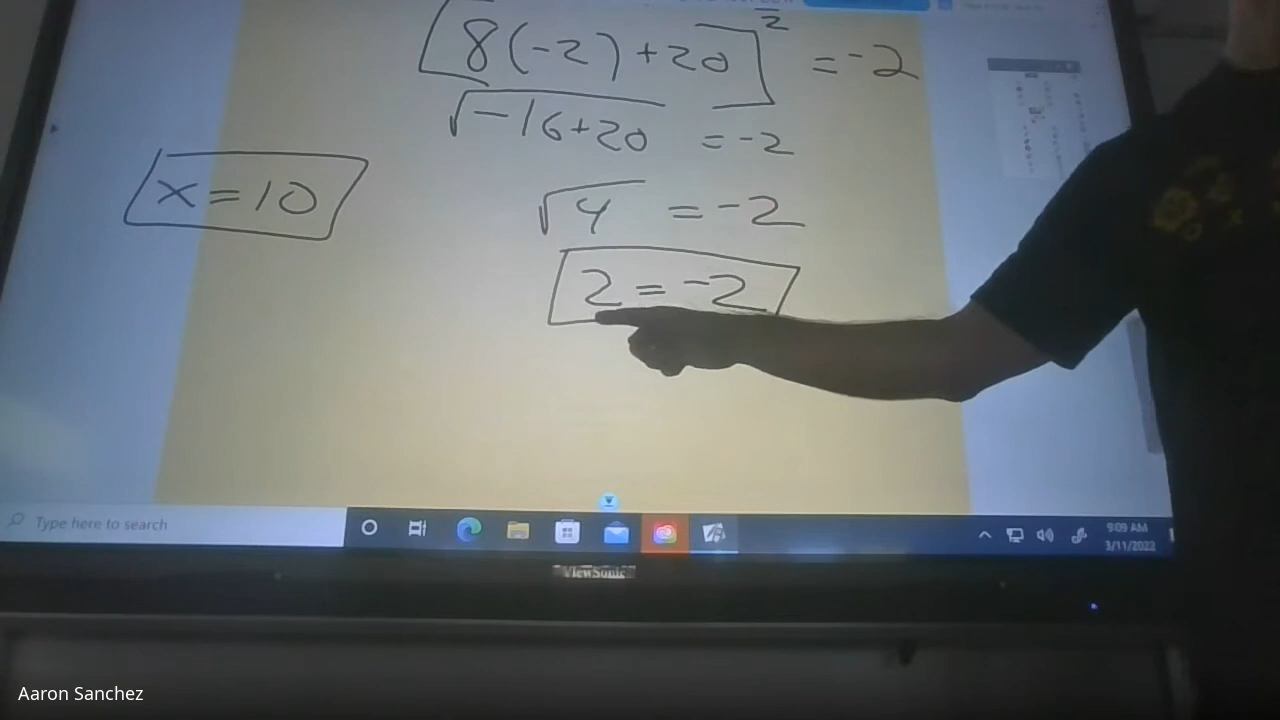 [8(-2)+20]^2 = -2
√-16+20 = -2
x=10
√4 = -2
2 = -2
Type here to search
9:09 AM
3/11/2022
ViewSonic
Aaron Sanchez